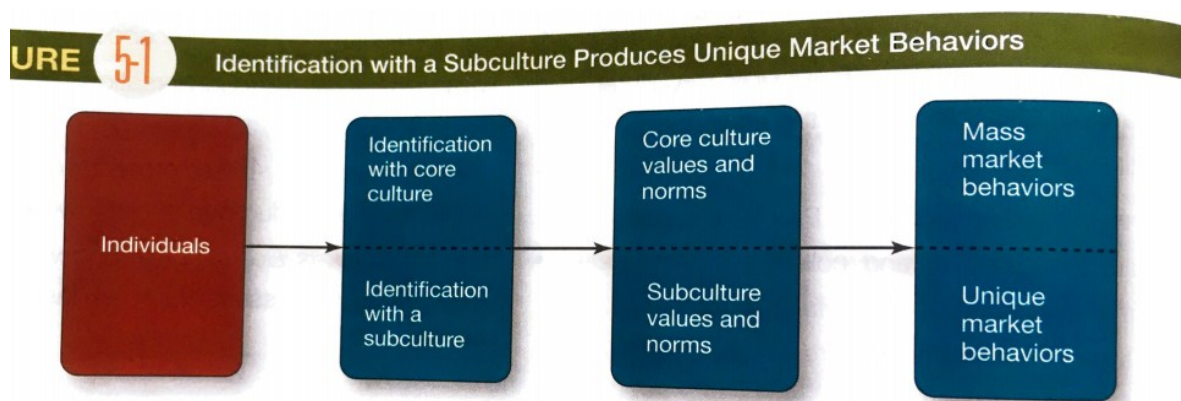 URE 5-1 Identification with a Subculture Produces Unique Market Behaviors
Individuals
Identification
with core
culture
Identification
with a
subculture
Core culture
values and
norms
Subculture
values and
norms
Mass
market
behaviors
Unique
market
behaviors